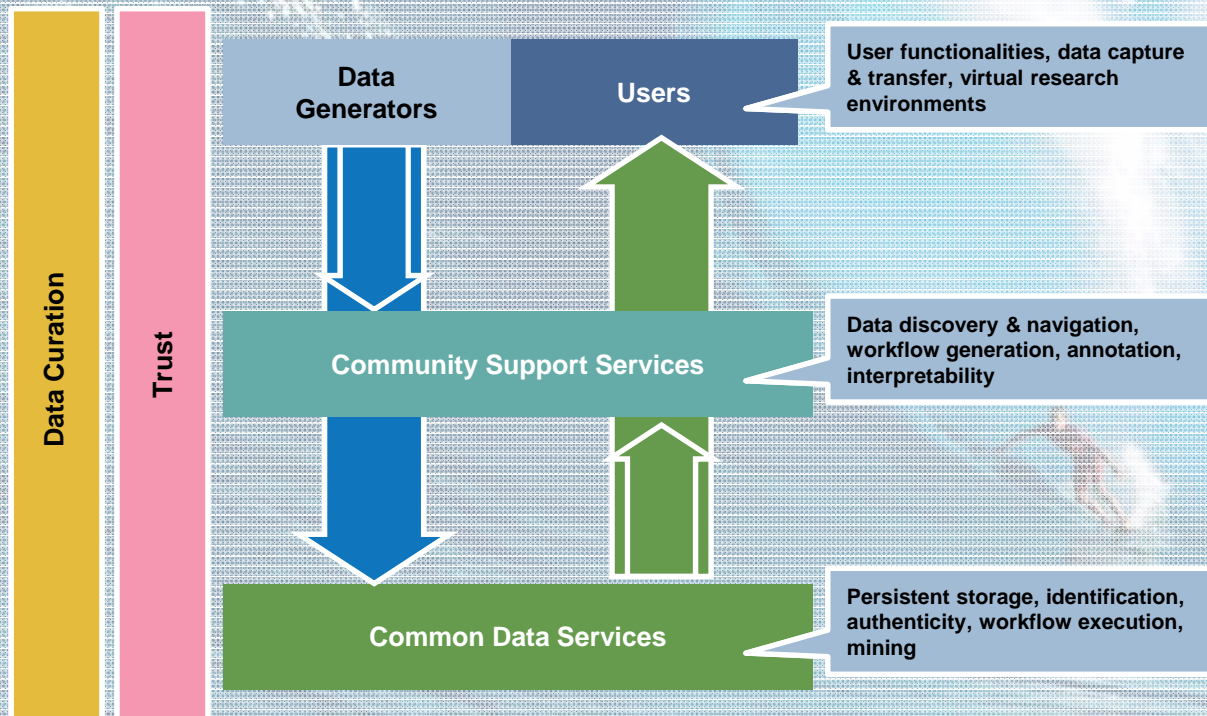 Data Curation
Trust
Data
Generators
Users
User functionalities, data capture
& transfer, virtual research
environments
Community Support Services
Data discovery & navigation,
workflow generation, annotation,
interpretability
Common Data Services
Persistent storage, identification,
authenticity, workflow execution,
mining